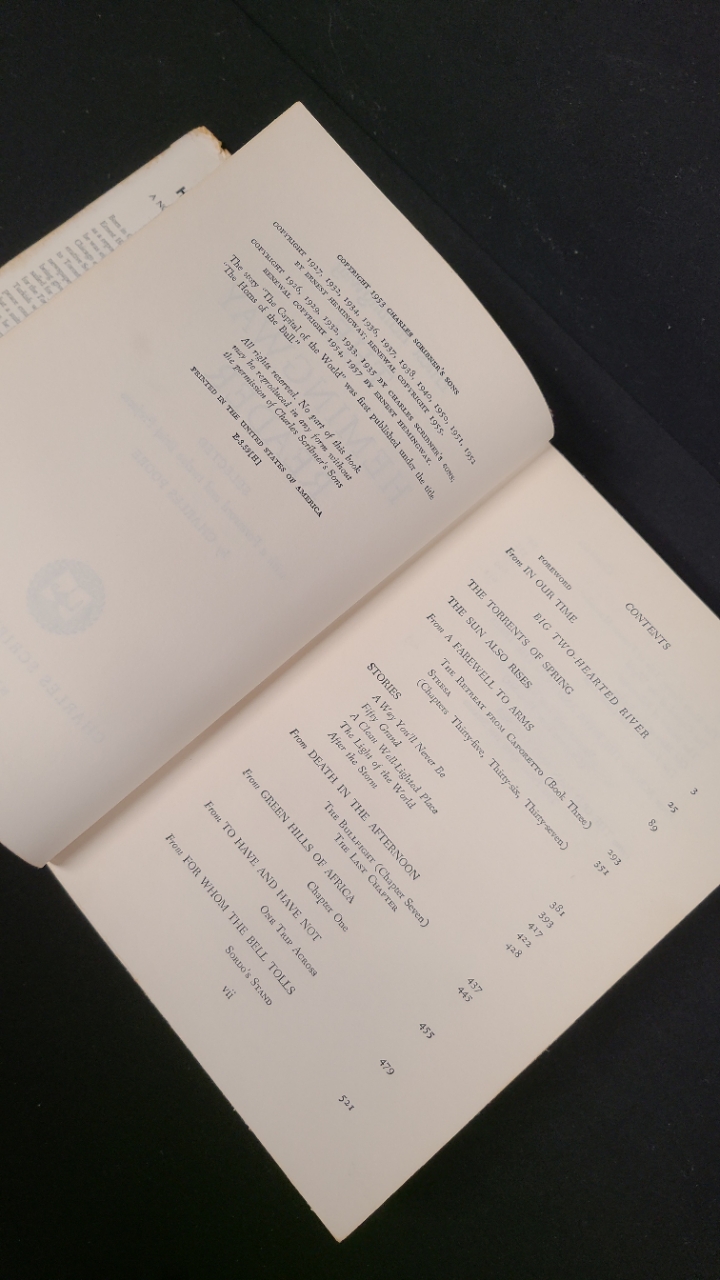 COPYRIGHT 1953 CHARLES SCRIBNER'S SONS
COPYRIGHT 1927, 1932, 1934, 1936, 1937, 1938, 1940, 1950, 1951, 1952
BY ERNEST HEMINGWAY; RENEWAL COPYRIGHT 1955.
COPYRIGHT 1926, 1929, 1932, 1933, 1935 BY CHARLES SCRIBNER'S SONS;
RENEWAL COPYRIGHT 1954, 1957 BY ERNEST HEMINGWAY.
The story "The Capital of the World" was first published under the title
"The Horns of the Bull."
All rights reserved. No part of this book
may be reproduced in any form without
the permission of Charles Scribner's Sons
PRINTED IN THE UNITED STATES OF AMERICA
E-3.59[H]
CONTENTS
FOREWORD
From IN OUR TIME
BIG TWO-HEARTED RIVER 3
THE TORRENTS OF SPRING 25
THE SUN ALSO RISES 89
From A FAREWELL TO ARMS
The Retreat from Caporetto (Book Three) 293
Stresa
(Chapters Thirty-five, Thirty-six, Thirty-seven) 351
STORIES
A Way You'll Never Be 381
Fifty Grand 393
A Clean Well-Lighted Place 417
The Light of the World 422
After the Storm 428
From DEATH IN THE AFTERNOON
The Bullfight (Chapter Seven) 437
The Last Chapter 445
From GREEN HILLS OF AFRICA
Chapter One 455
From TO HAVE AND HAVE NOT
One Trip Across 479
From FOR WHOM THE BELL TOLLS
Sordo's Stand 521
vii